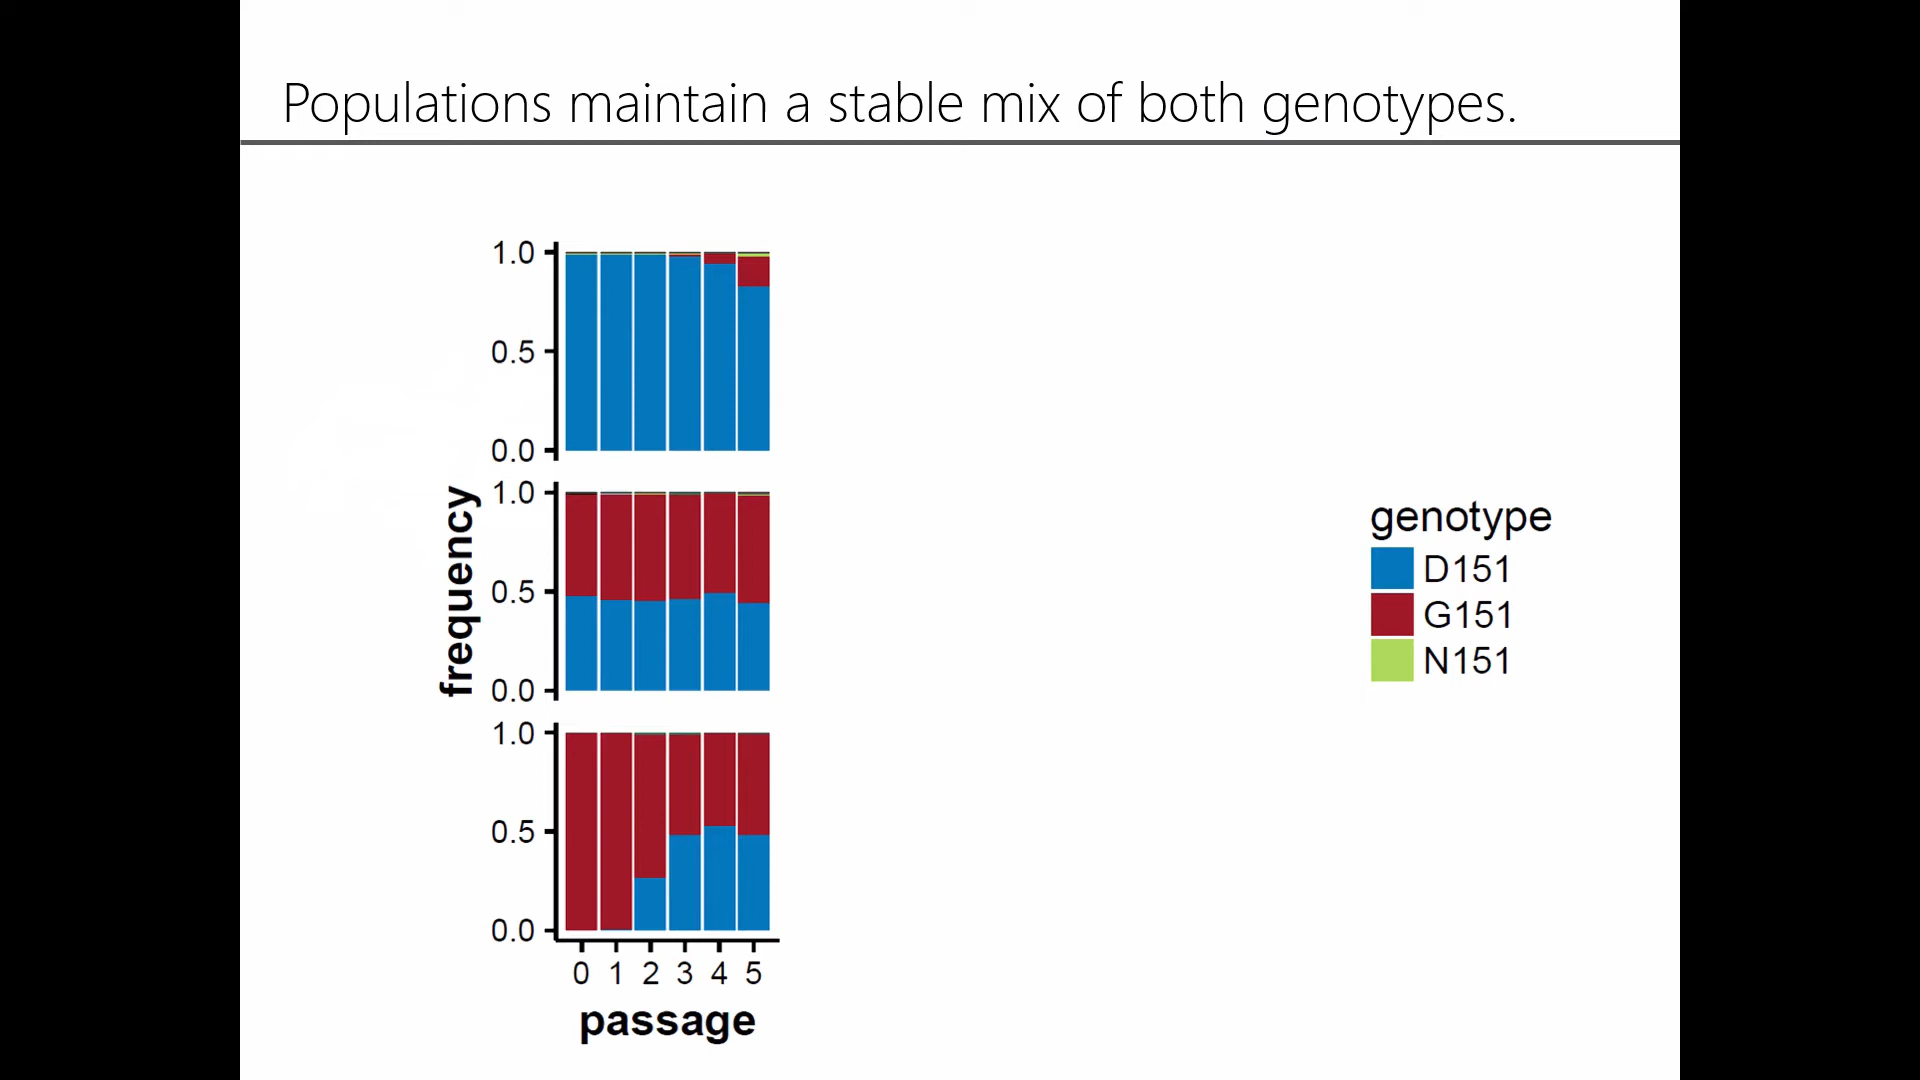 Populations maintain a stable mix of both genotypes.
1.0
0.5
0.0
1.0
0.5
0.0
1.0
0.5
0.0
frequency
0 1 2 3 4 5
passage
genotype
D151
G151
N151